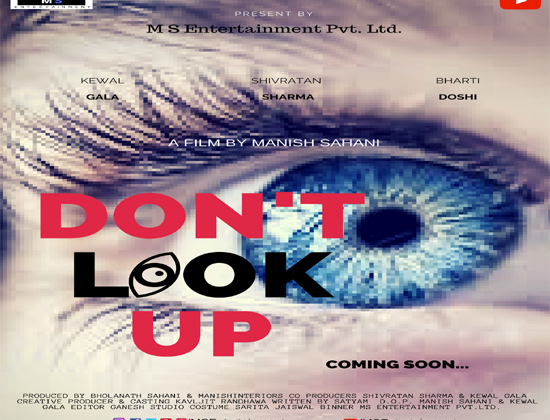 MS
ENTERTAINMENT
PRESENT BY
M S Entertainment Pvt. Ltd.
KEWAL SHIVRATAN BHARTI
GALA SHARMA DOSHI
A FILM BY MANISH SAHANI
DON'T
LOOK
UP
COMING SOON...
PRODUCED BY BHOLANATH SAHANI & MANISHINTERIORS CO PRODUCERS SHIVRATAN SHARMA & KEWAL GALA
CREATIVE PRODUCER & CASTING KAVLJIT RANDHAWA WRITTEN BY SATYAM D.O.P. MANISH SAHANI & KEWAL
GALA EDITOR GANESH STUDIO COSTUME SARITA JAISWAL BINNER MS ENTERTAINMENT PVT.LTD.